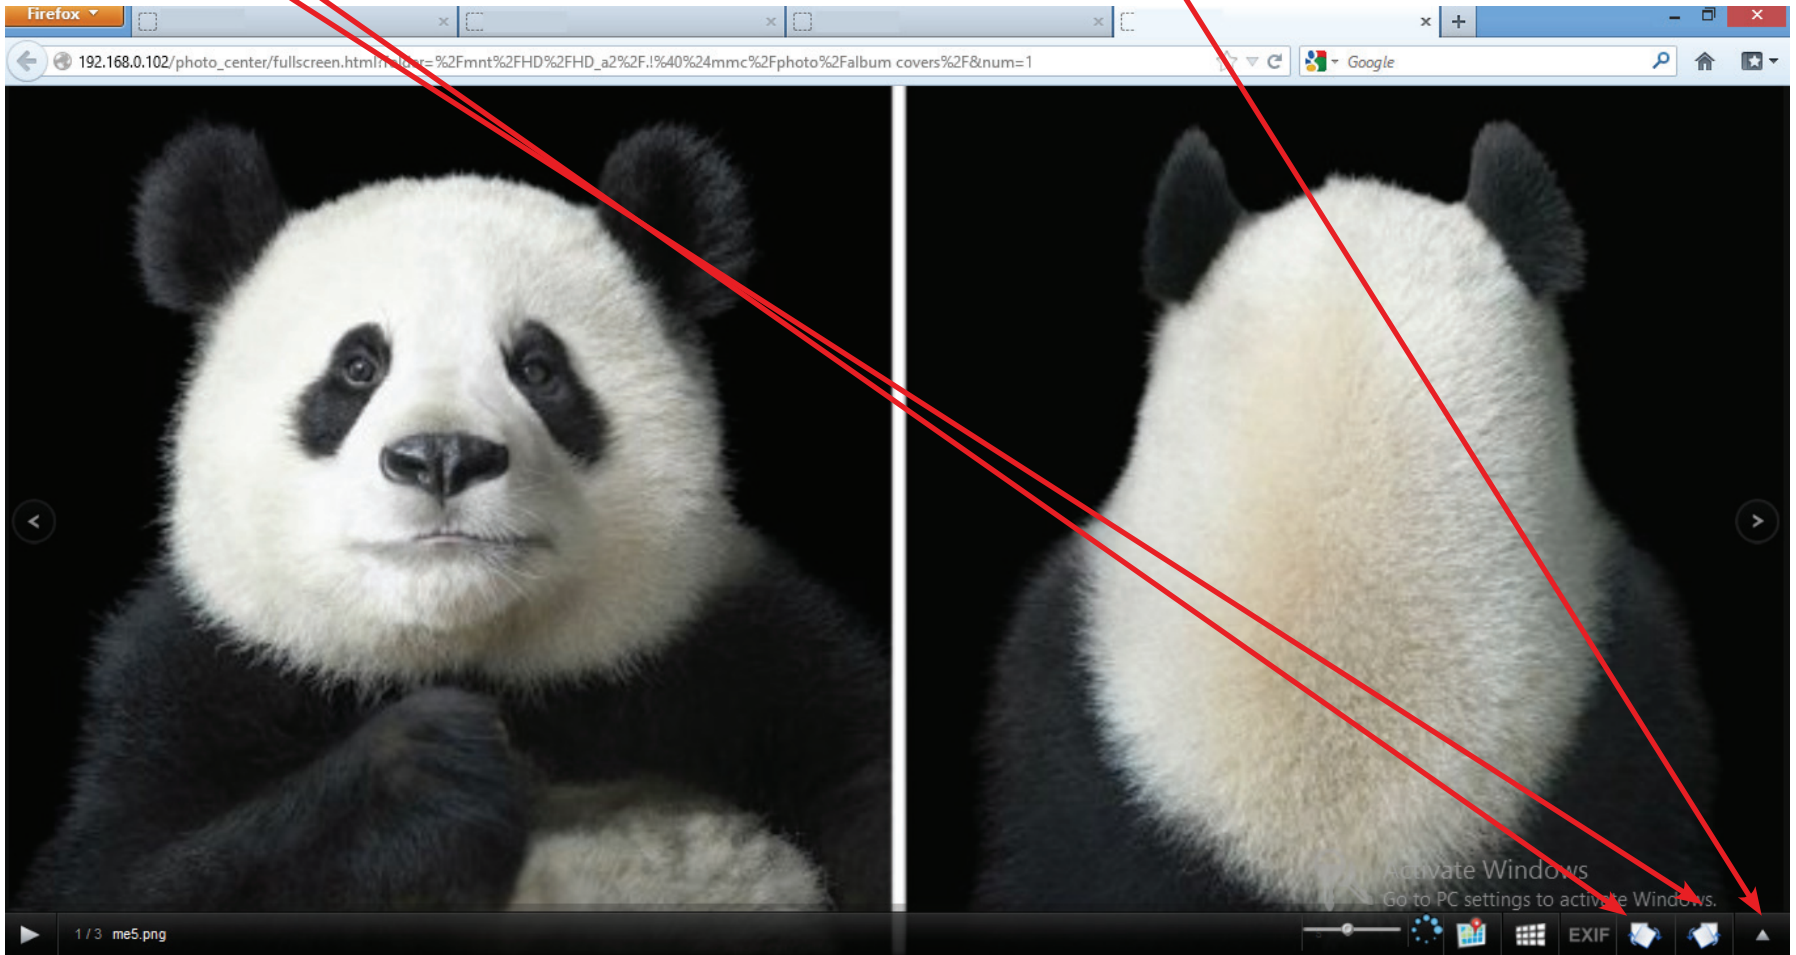 Firefox
192.168.0.102/photo_center/fullscreen.html?folder=%2Fmnt%2FHD%2FHD_a2%2F.!%40%24mmc%2Fphoto%2Falbum covers%2F&num=1
Google
Activate Windows
Go to PC settings to activate Windows.
1 / 3 me5.png
EXIF